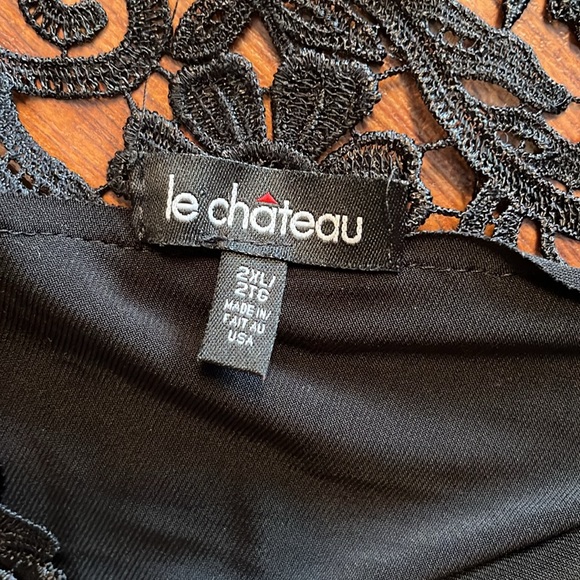 le château
2XL/
2TG
MADE IN/
FAIT AU
USA